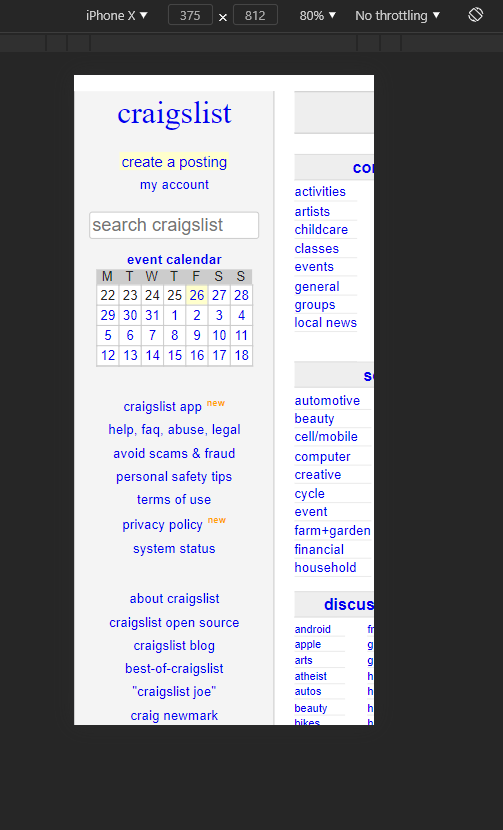 iPhone X ▼ 375 × 812 80% ▼ No throttling ▼
craigslist
create a posting
my account
search craigslist
event calendar
M T W T F S S
22 23 24 25 26 27 28
29 30 31 1 2 3 4
5 6 7 8 9 10 11
12 13 14 15 16 17 18
craigslist app new
help, faq, abuse, legal
avoid scams & fraud
personal safety tips
terms of use
privacy policy new
system status
about craigslist
craigslist open source
craigslist blog
best-of-craigslist
"craigslist joe"
craig newmark
activities
artists
childcare
classes
events
general
groups
local news
automotive
beauty
cell/mobile
computer
creative
cycle
event
farm+garden
financial
household
discus
android
apple
arts
atheist
autos
beauty
bikes